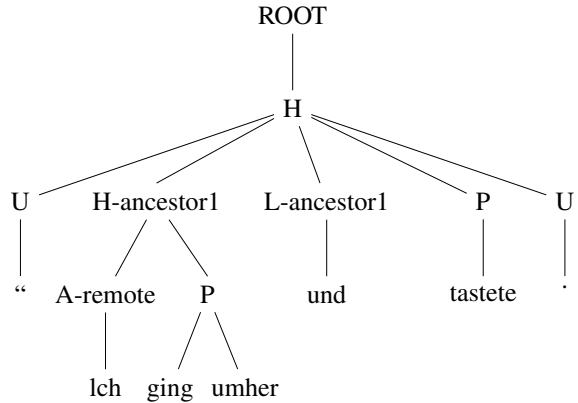 ROOT
H
U H-ancestor1 L-ancestor1 P U
“ A-remote P und tastete .
lch ging umher